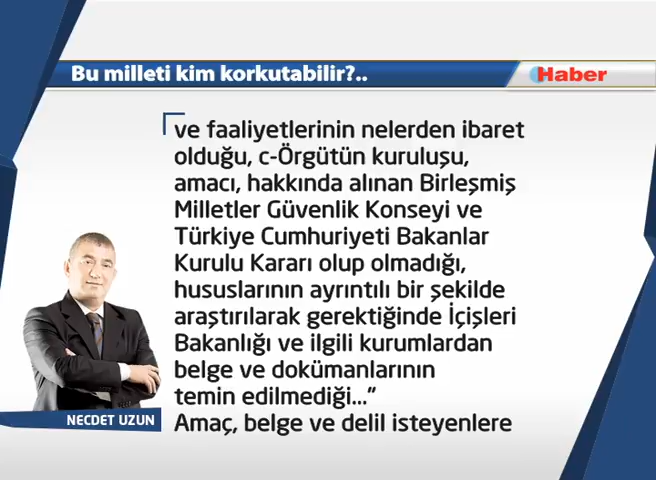 Bu milleti kim korkutabilir?..
Haber
ve faaliyetlerinin nelerden ibaret
olduğu, c-Örgütün kuruluşu,
amacı, hakkında alınan Birleşmiş
Milletler Güvenlik Konseyi ve
Türkiye Cumhuriyeti Bakanlar
Kurulu Kararı olup olmadığı,
hususlarının ayrıntılı bir şekilde
araştırılarak gerektiğinde İçişleri
Bakanlığı ve ilgili kurumlardan
belge ve dokümanlarının
temin edilmediği..."
Amaç, belge ve delil isteyenlere
NECDET UZUN